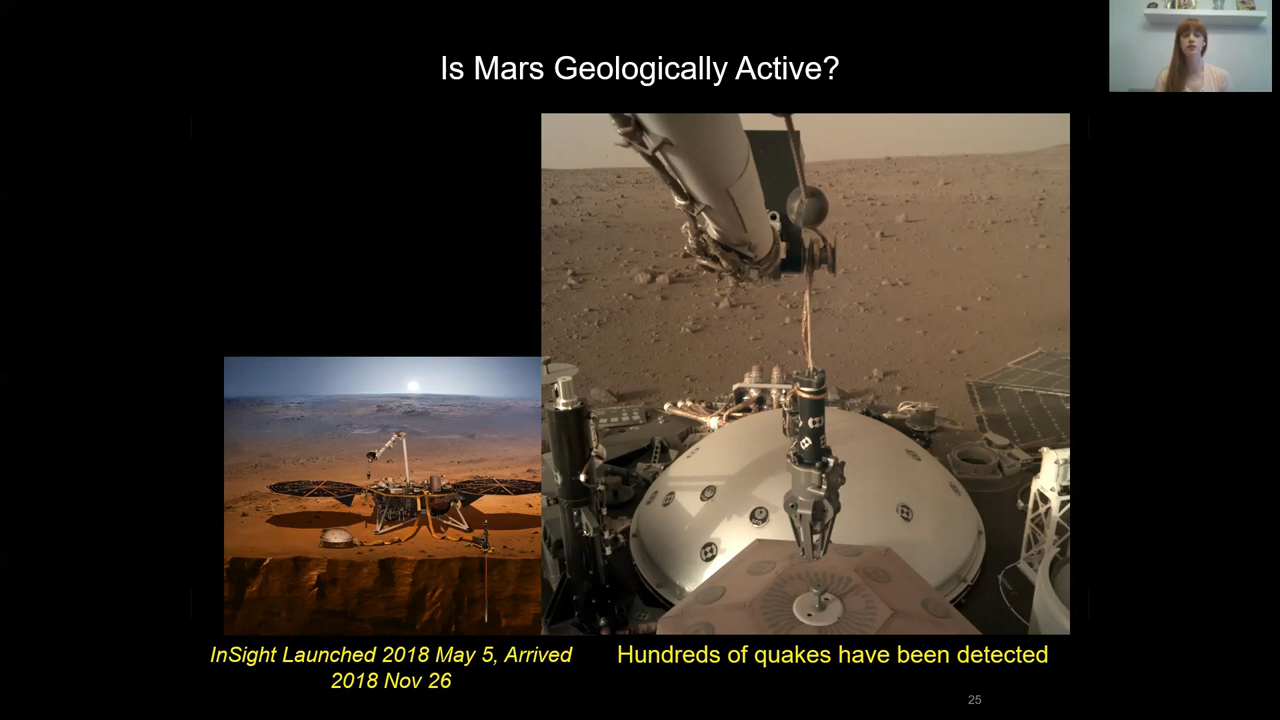 Is Mars Geologically Active?
InSight Launched 2018 May 5, Arrived
2018 Nov 26
Hundreds of quakes have been detected
25